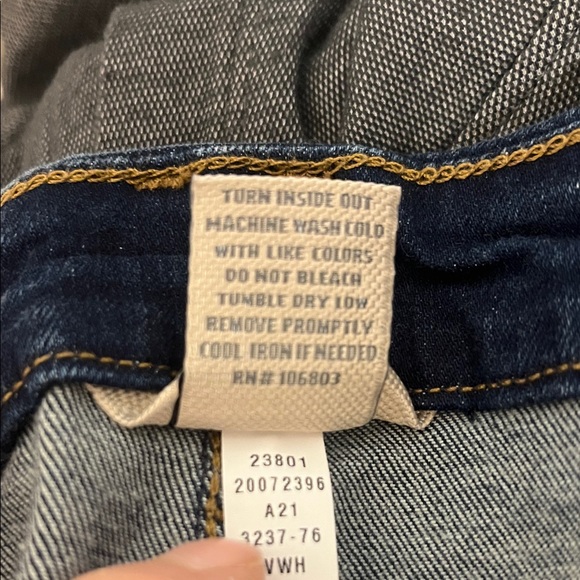 TURN INSIDE OUT
MACHINE WASH COLD
WITH LIKE COLORS
DO NOT BLEACH
TUMBLE DRY LOW
REMOVE PROMPTLY
COOL IRON IF NEEDED
RN# 106803
23801
20072396
A21
3237-76